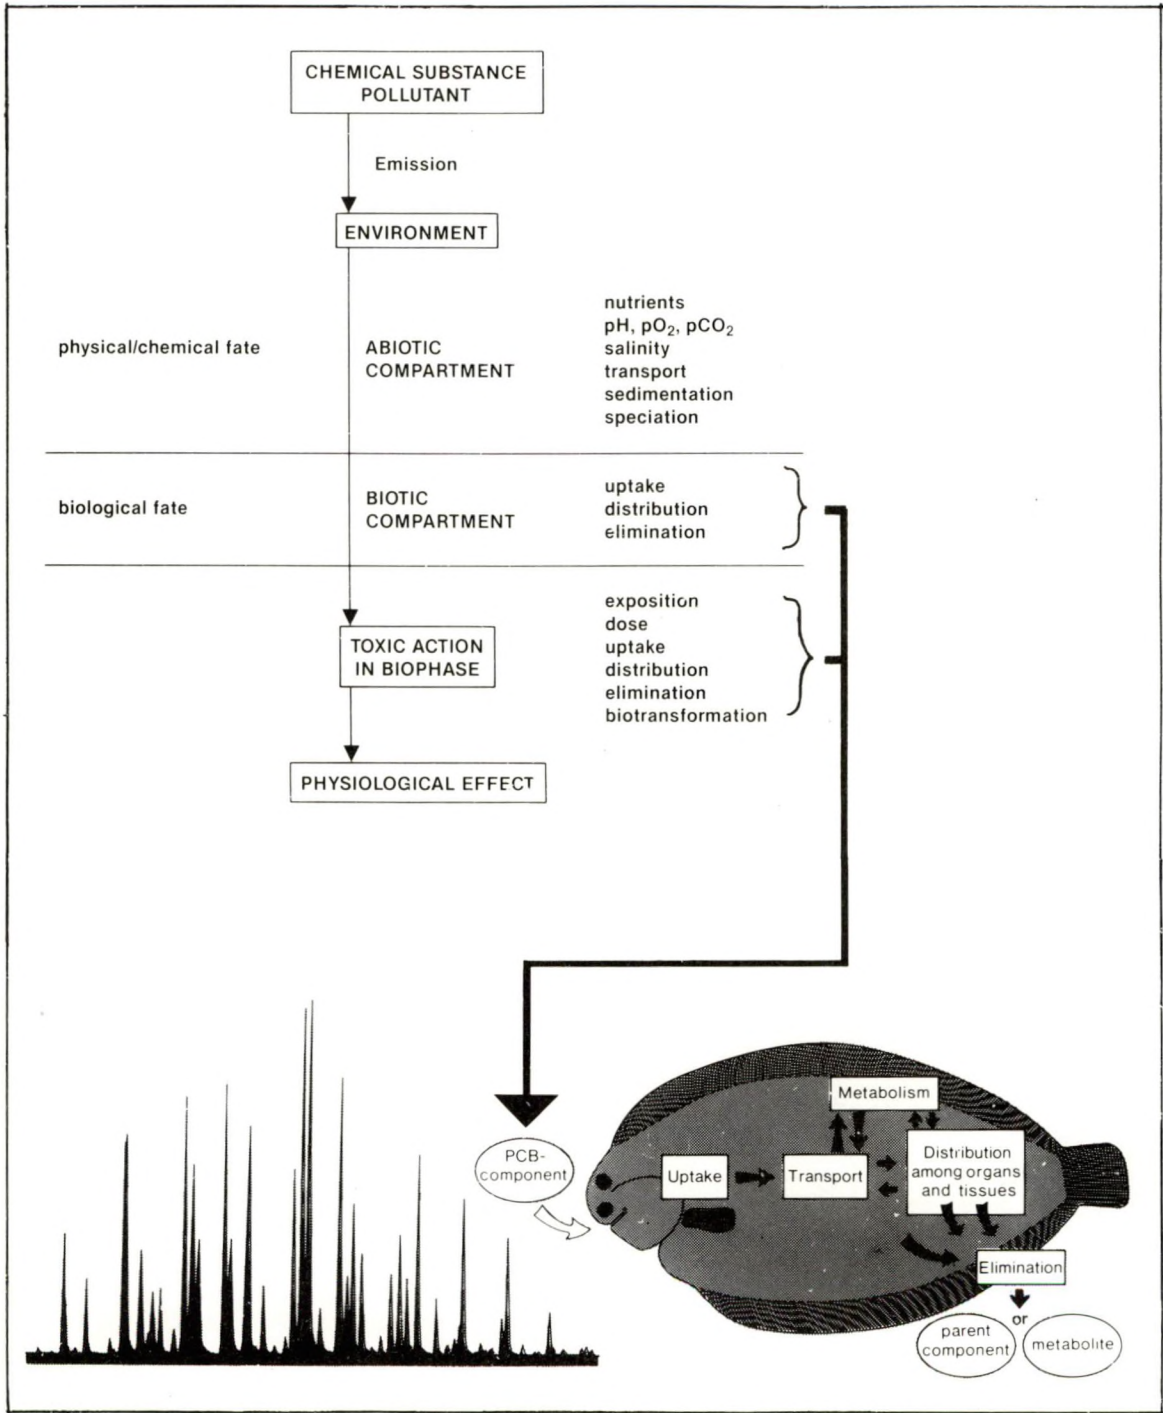 CHEMICAL SUBSTANCE
POLLUTANT
Emission
ENVIRONMENT
physical/chemical fate
ABIOTIC
COMPARTMENT
nutrients
pH, pO₂, pCO₂
salinity
transport
sedimentation
speciation
biological fate
BIOTIC
COMPARTMENT
uptake
distribution
elimination
TOXIC ACTION
IN BIOPHASE
exposition
dose
uptake
distribution
elimination
biotransformation
PHYSIOLOGICAL EFFECT
PCB-
component
Uptake
Transport
Metabolism
Distribution
among organs
and tissues
Elimination
or
parent
component
metabolite